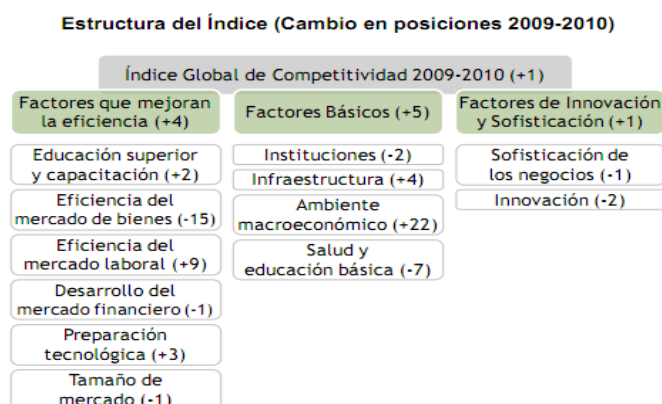 Estructura del Índice (Cambio en posiciones 2009-2010)
Índice Global de Competitividad 2009-2010 (+1)
Factores que mejoran
la eficiencia (+4)
Educación superior
y capacitación (+2)
Eficiencia del
mercado de bienes (-15)
Eficiencia del
mercado laboral (+9)
Desarrollo del
mercado financiero (-1)
Preparación
tecnológica (+3)
Tamaño de
mercado (-1)
Factores Básicos (+5)
Instituciones (-2)
Infraestructura (+4)
Ambiente
macroeconómico (+22)
Salud y
educación básica (-7)
Factores de Innovación
y Sofisticación (+1)
Sofisticación de
los negocios (-1)
Innovación (-2)